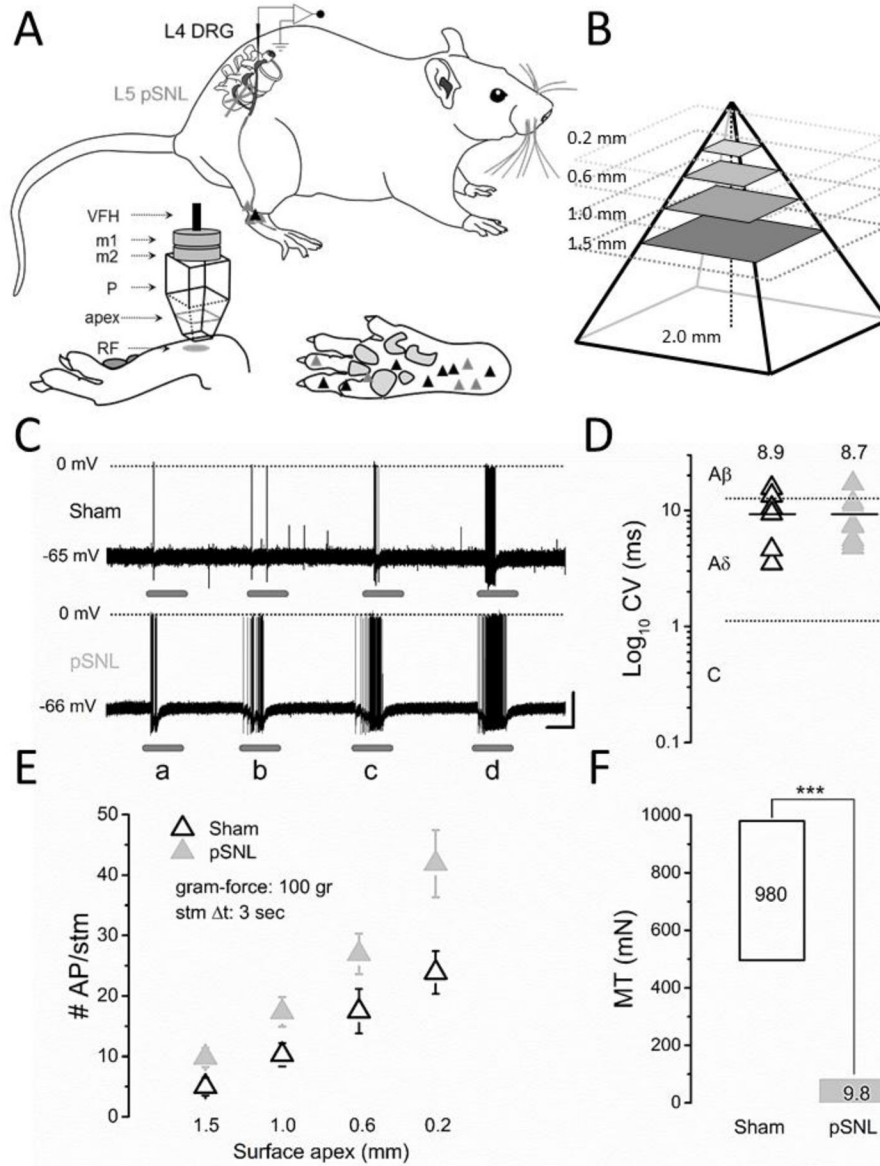 A
L4 DRG
L5 pSNL
VFH
m1
m2
P
apex
RF
B
0.2 mm
0.6 mm
1.0 mm
1.5 mm
2.0 mm
C
0 mV
Sham
-65 mV
0 mV
pSNL
-66 mV
a b c d
D
8.9 8.7
Aβ
Aδ
C
10
1
0.1
Log10 CV (ms)
E
50
40
30
20
10
0
# AP/stm
Sham
pSNL
gram-force: 100 gr
stm Δt: 3 sec
1.5 1.0 0.6 0.2
Surface apex (mm)
F
***
1000
800
600
400
200
0
MT (mN)
980
9.8
Sham pSNL